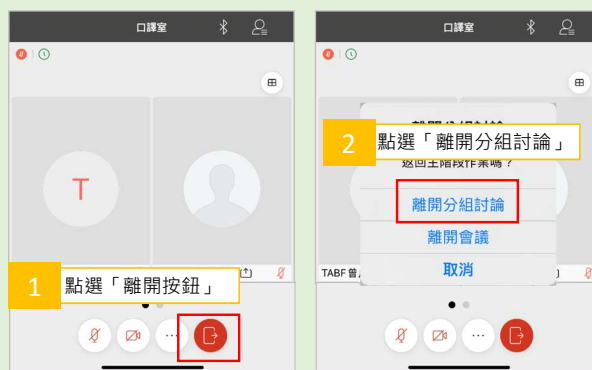 口譯室
T
1 點選「離開按鈕」
口譯室
2 點選「離開分組討論」
返回主階段作業嗎？
離開分組討論
離開會議
取消
TABF 曾